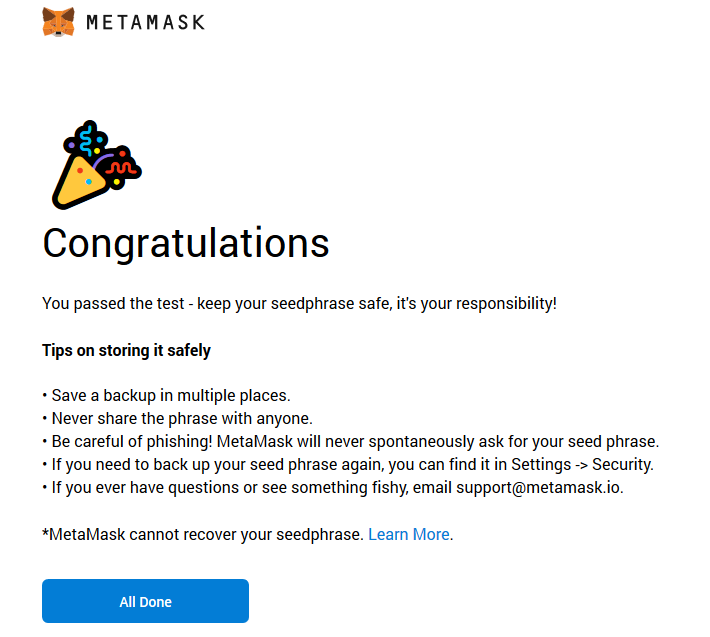 METAMASK
Congratulations
You passed the test - keep your seedphrase safe, it's your responsibility!
Tips on storing it safely
• Save a backup in multiple places.
• Never share the phrase with anyone.
• Be careful of phishing! MetaMask will never spontaneously ask for your seed phrase.
• If you need to back up your seed phrase again, you can find it in Settings -> Security.
• If you ever have questions or see something fishy, email support@metamask.io.
*MetaMask cannot recover your seedphrase. Learn More.
All Done